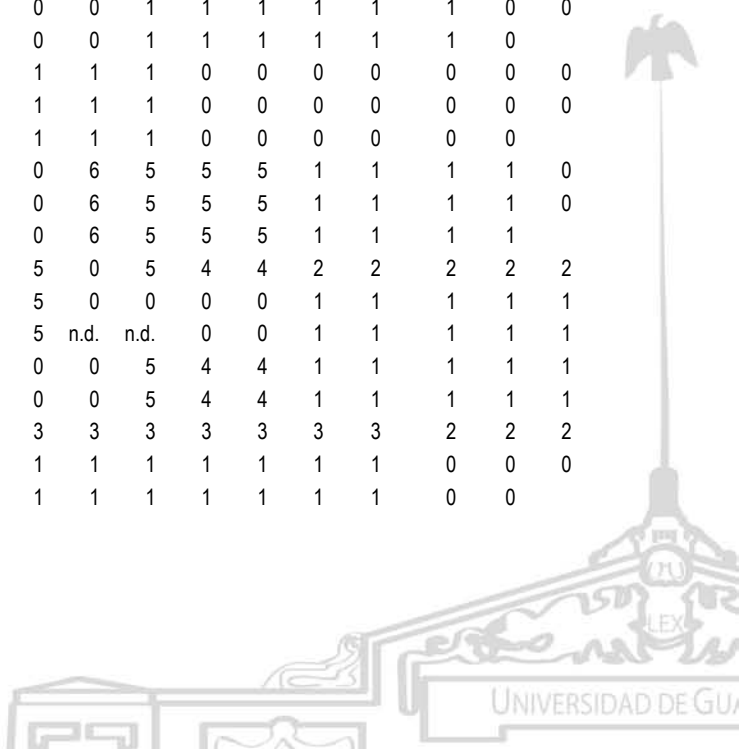 0 0 1 1 1 1 1 1 0 0
0 0 1 1 1 1 1 1 0
1 1 1 0 0 0 0 0 0 0
1 1 1 0 0 0 0 0 0 0
1 1 1 0 0 0 0 0 0
0 6 5 5 5 1 1 1 1 0
0 6 5 5 5 1 1 1 1 0
0 6 5 5 5 1 1 1 1
5 0 5 4 4 2 2 2 2 2
5 0 0 0 0 1 1 1 1 1
5 n.d. n.d. 0 0 1 1 1 1 1
0 0 5 4 4 1 1 1 1 1
0 0 5 4 4 1 1 1 1 1
3 3 3 3 3 3 3 2 2 2
1 1 1 1 1 1 1 0 0 0
1 1 1 1 1 1 1 0 0
LEX
UNIVERSIDAD DE GUA